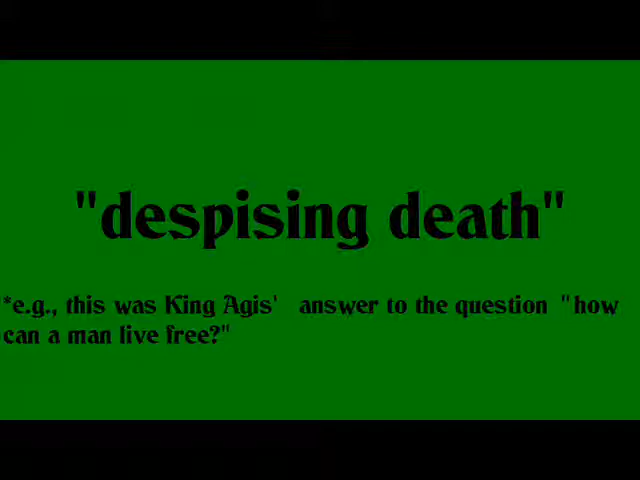 "despising death"
*e.g., this was King Agis' answer to the question "how
can a man live free?"